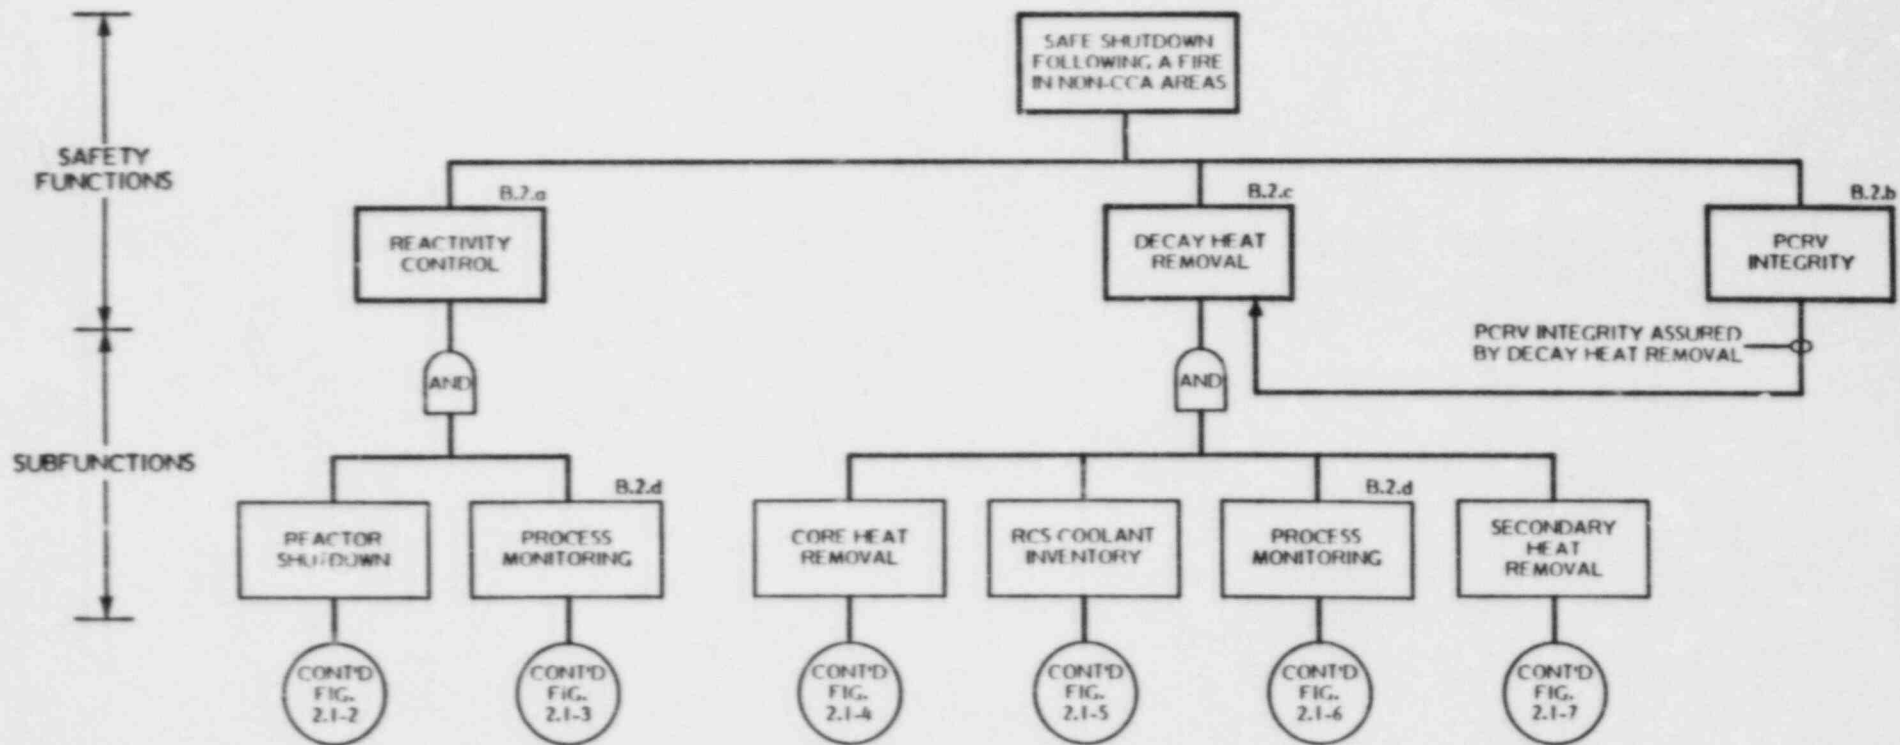 SAFE SHUTDOWN
FOLLOWING A FIRE
IN NON-CCA AREAS
SAFETY
FUNCTIONS
B.2.a
B.2.c
B.2.b
REACTIVITY
CONTROL
DECAY HEAT
REMOVAL
PCRV
INTEGRITY
PCRV INTEGRITY ASSURED
BY DECAY HEAT REMOVAL
AND
AND
SUBFUNCTIONS
B.2.d
B.2.d
REACTOR
SHUTDOWN
PROCESS
MONITORING
CORE HEAT
REMOVAL
RCS COOLANT
INVENTORY
PROCESS
MONITORING
SECONDARY
HEAT
REMOVAL
CONT'D
FIG.
2.1-2
CONT'D
FIG.
2.1-3
CONT'D
FIG.
2.1-4
CONT'D
FIG.
2.1-5
CONT'D
FIG.
2.1-6
CONT'D
FIG.
2.1-7